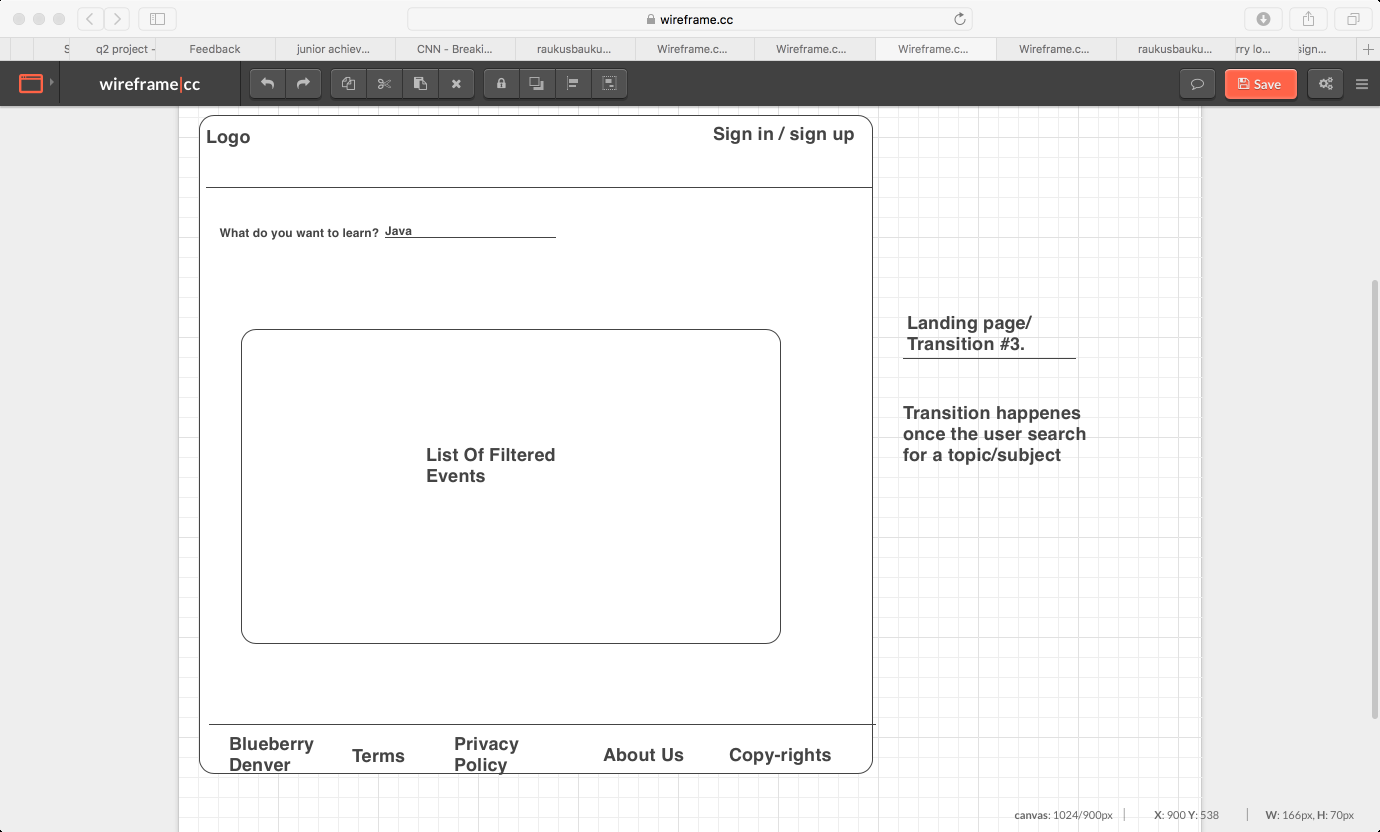 wireframe.cc
S
q2 project -
Feedback
junior achiev...
CNN - Breaki...
raukusbauku...
Wireframe.c...
Wireframe.c...
Wireframe.c...
Wireframe.c...
raukusbauku...
rry lo...
sign...
wireframe|cc
Save
Logo
Sign in / sign up
What do you want to learn? Java
Landing page/
Transition #3.
Transition happenes
once the user search
for a topic/subject
List Of Filtered
Events
Blueberry
Denver
Terms
Privacy
Policy
About Us
Copy-rights
canvas: 1024/900px
X: 900 Y: 538
W: 166px, H: 70px